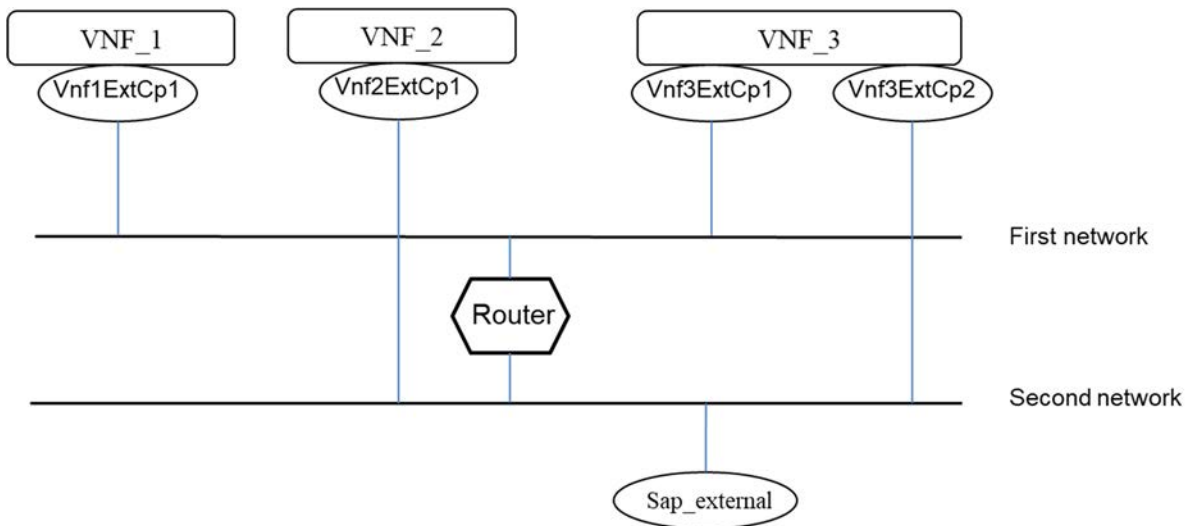 VNF_1
VNF_2
VNF_3
Vnf1ExtCp1
Vnf2ExtCp1
Vnf3ExtCp1
Vnf3ExtCp2
First network
Router
Second network
Sap_external